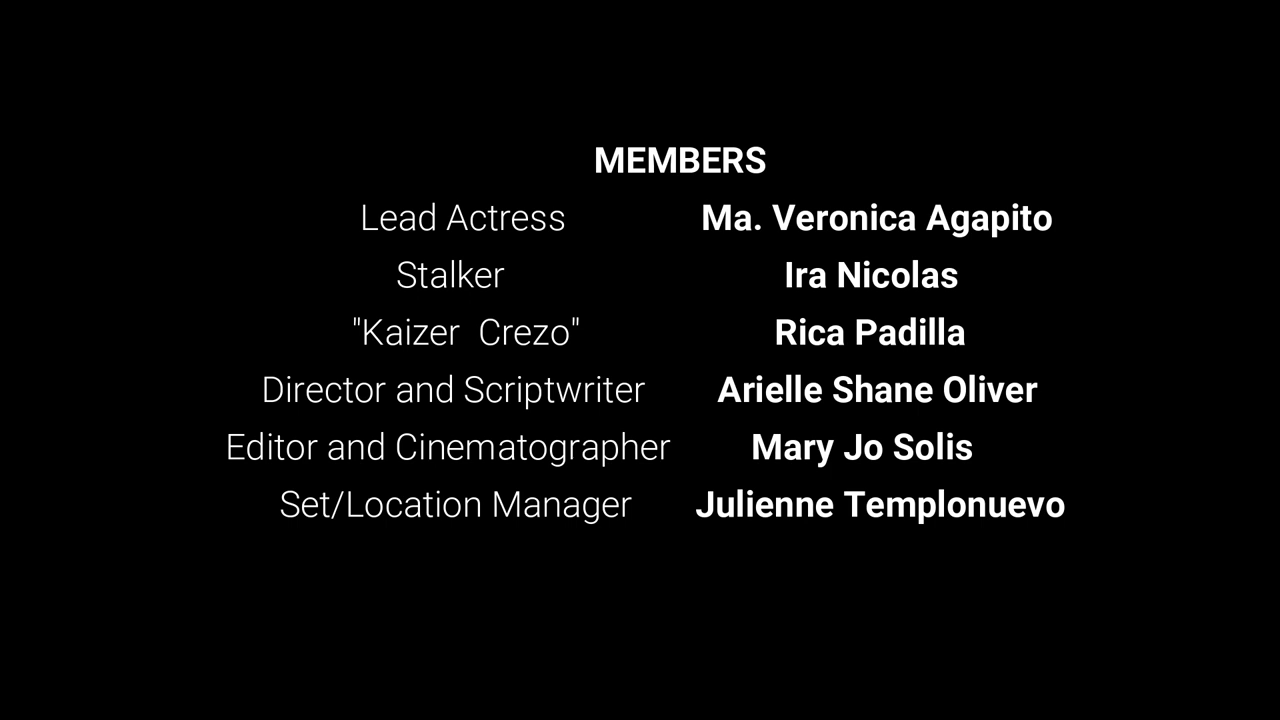 MEMBERS
Lead Actress Ma. Veronica Agapito
Stalker Ira Nicolas
"Kaizer  Crezo" Rica Padilla
Director and Scriptwriter Arielle Shane Oliver
Editor and Cinematographer Mary Jo Solis
Set/Location Manager Julienne Templonuevo